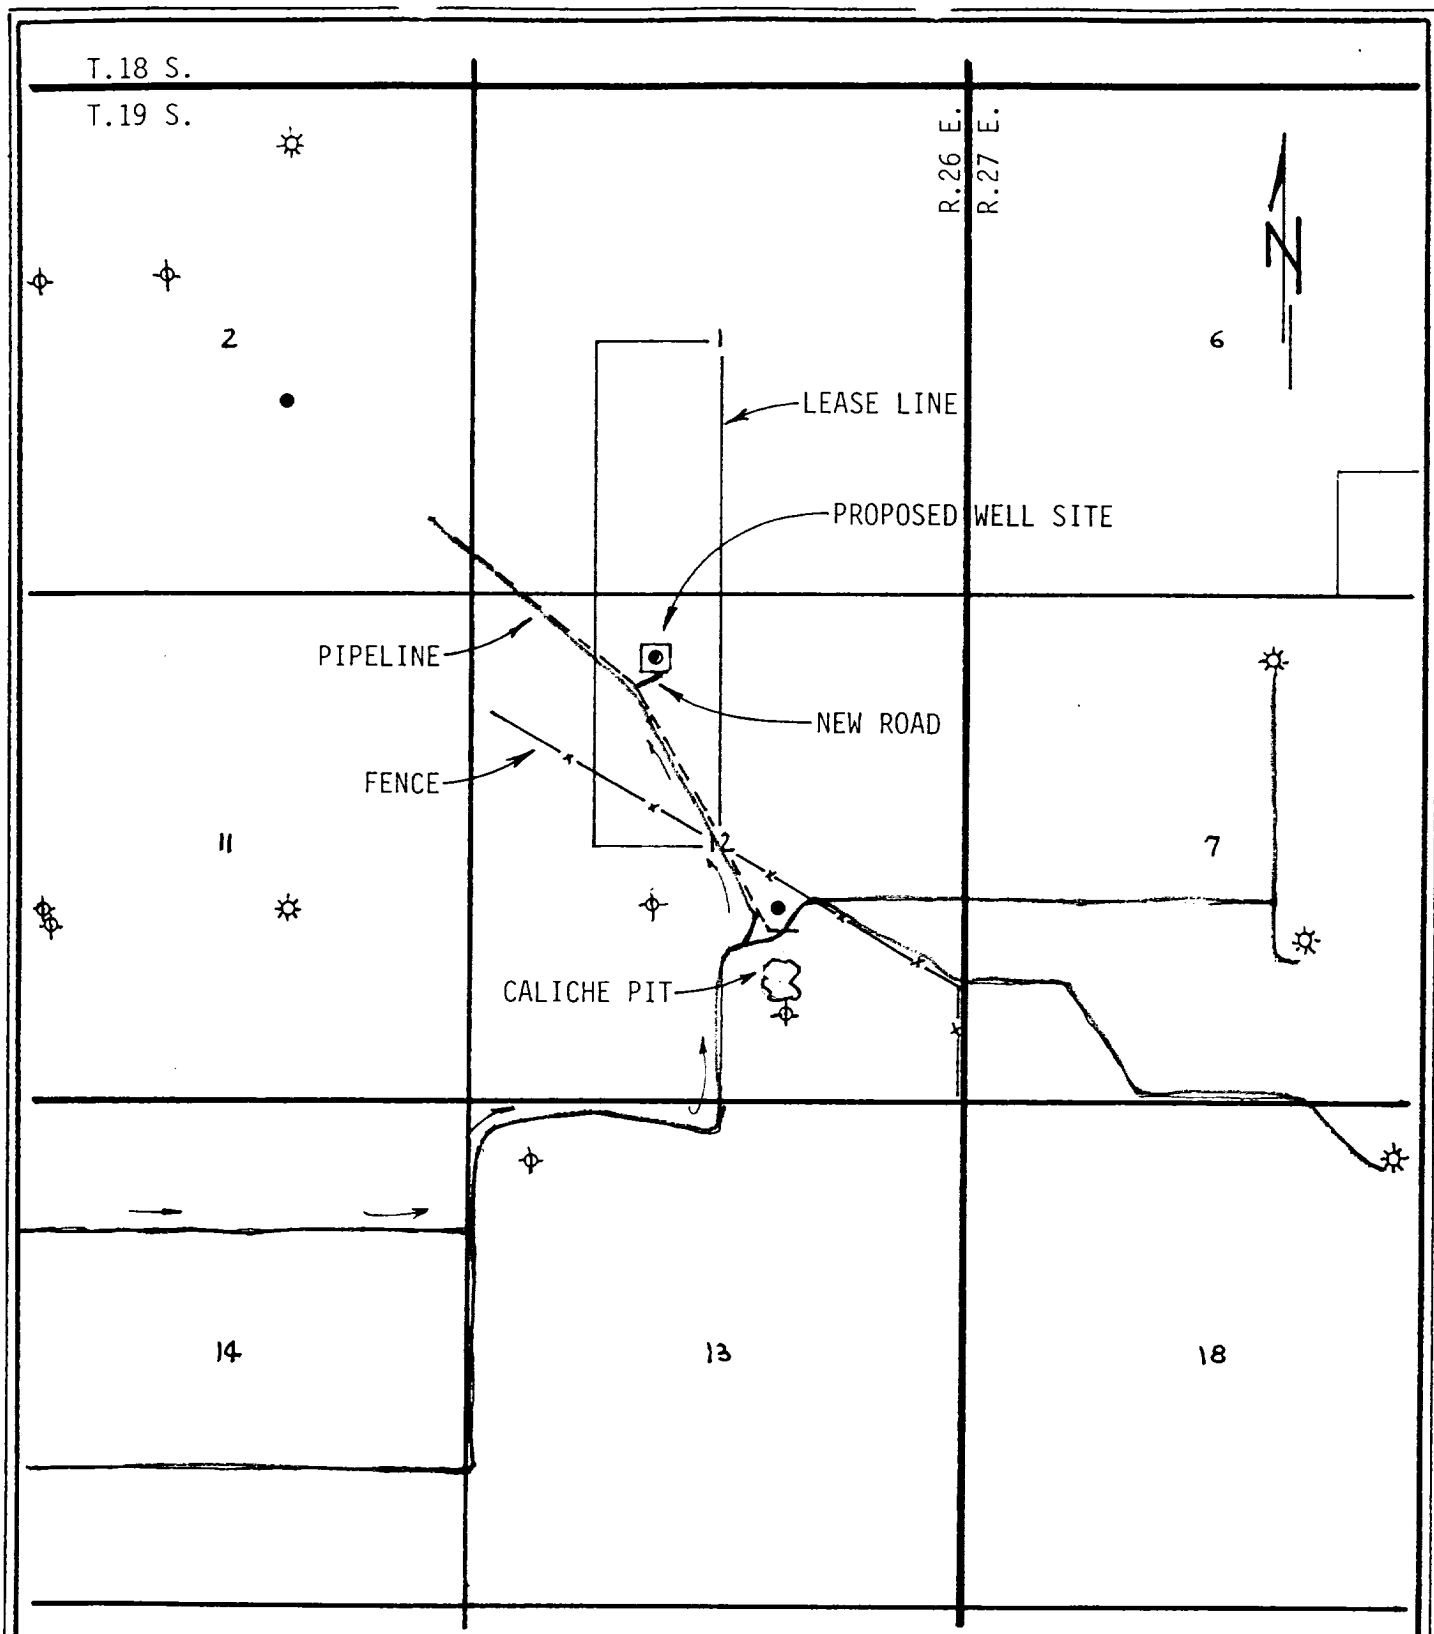 T.18 S.
T.19 S.
R.26 E.
R.27 E.
N
2
1
6
LEASE LINE
PROPOSED WELL SITE
PIPELINE
NEW ROAD
FENCE
11
12
7
CALICHE PIT
14
13
18